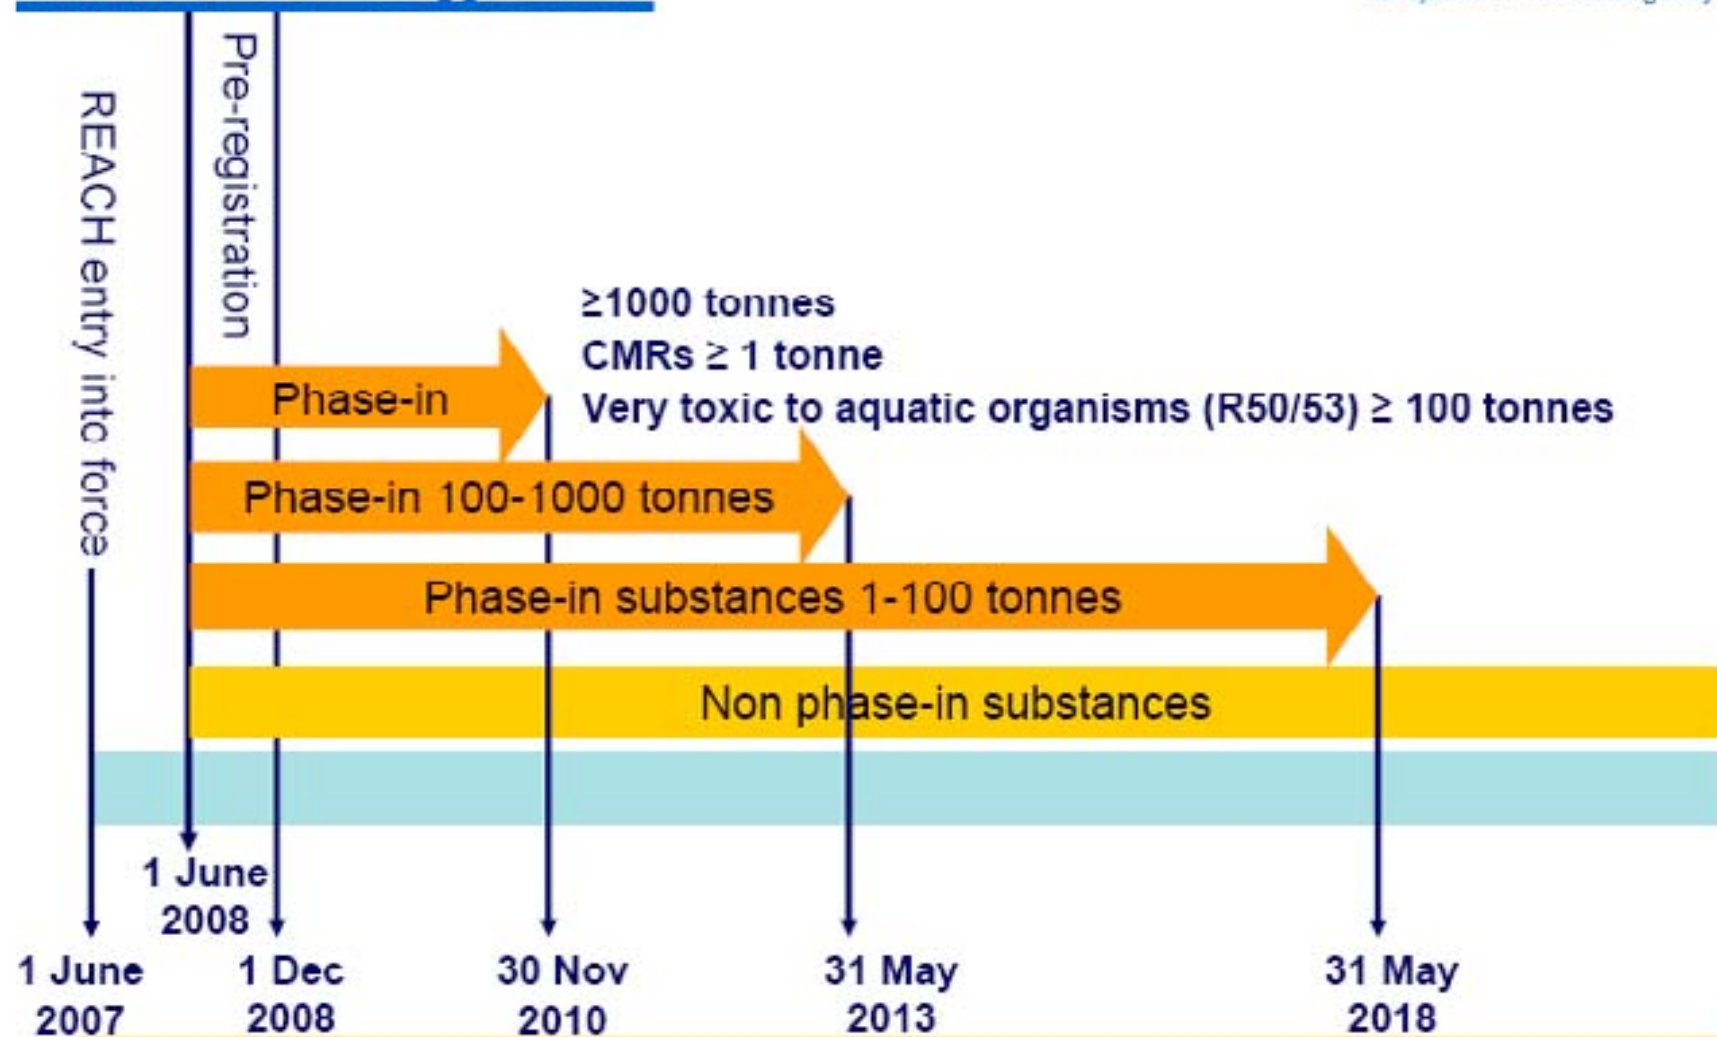 REACH entry into force
Pre-registration
≥1000 tonnes
CMRs ≥ 1 tonne
Very toxic to aquatic organisms (R50/53) ≥ 100 tonnes
Phase-in
Phase-in 100-1000 tonnes
Phase-in substances 1-100 tonnes
Non phase-in substances
1 June
2008
1 June
2007
1 Dec
2008
30 Nov
2010
31 May
2013
31 May
2018